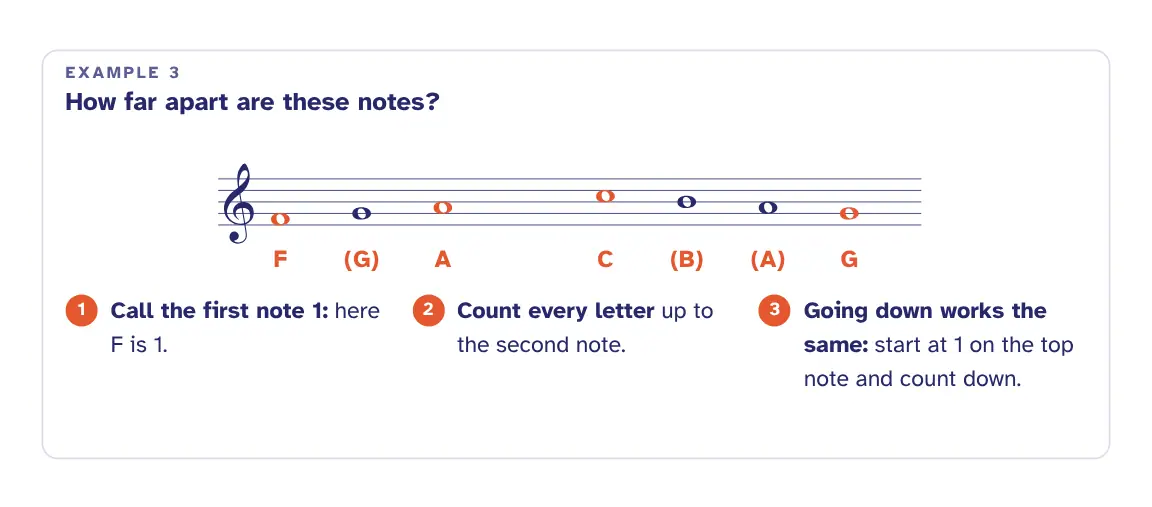 EXAMPLE 3
How far apart are these notes?
F (G) A C (B) (A) G
1 Call the first note 1: here
F is 1.
2 Count every letter up to
the second note.
3 Going down works the
same: start at 1 on the top
note and count down.